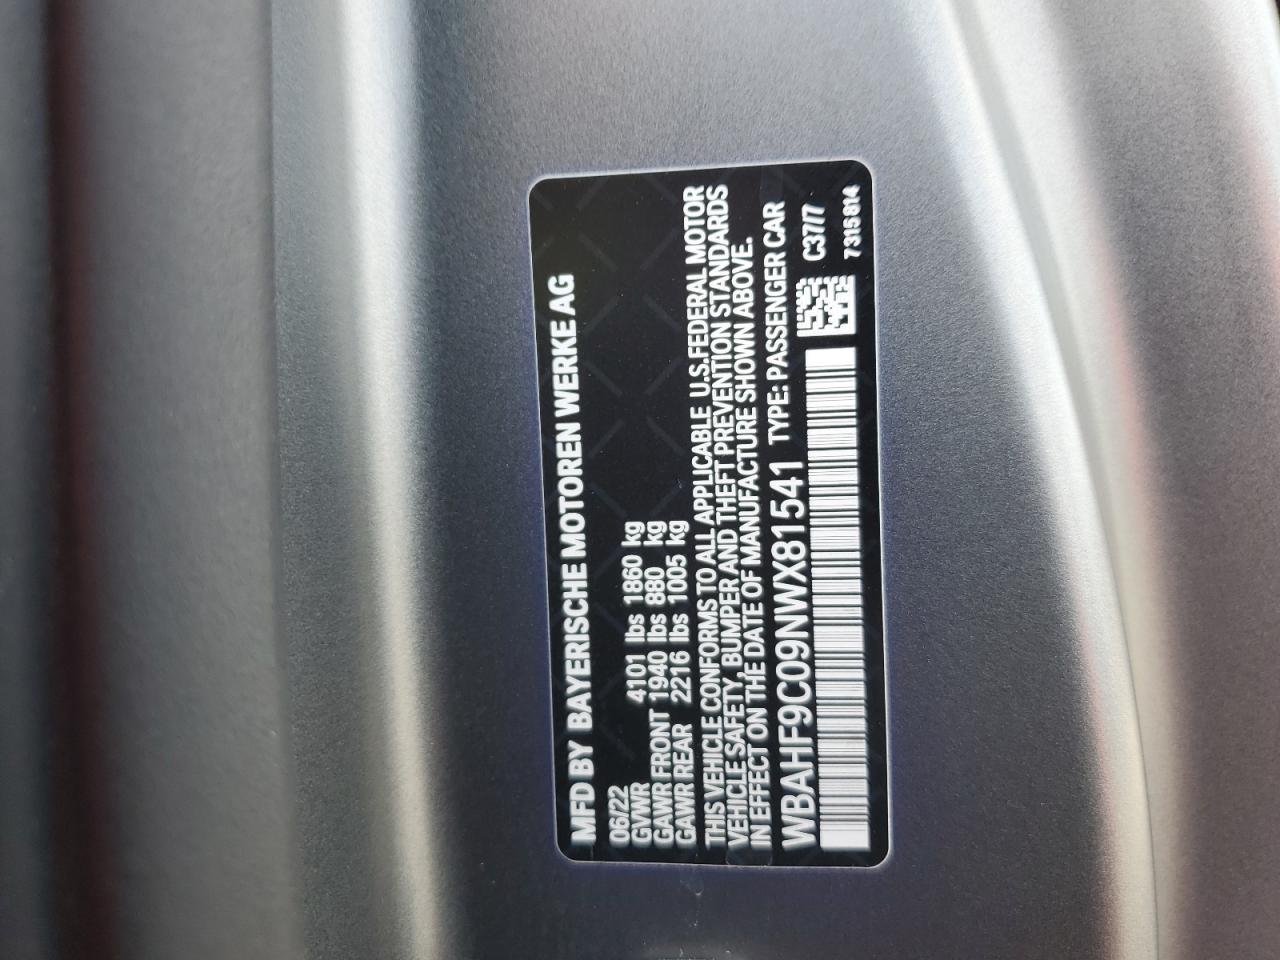 MFD BY BAYERISCHE MOTOREN WERKE AG
06/22
GVWR 4101 lbs 1860 kg
GAWR FRONT 1940 lbs 880 kg
GAWR REAR 2216 lbs 1005 kg
THIS VEHICLE CONFORMS TO ALL APPLICABLE U.S.FEDERAL MOTOR
VEHICLE SAFETY, BUMPER AND THEFT PREVENTION STANDARDS
IN EFFECT ON THE DATE OF MANUFACTURE SHOWN ABOVE.
WBAHF9C09NWX81541 TYPE: PASSENGER CAR
C37/7
7315814